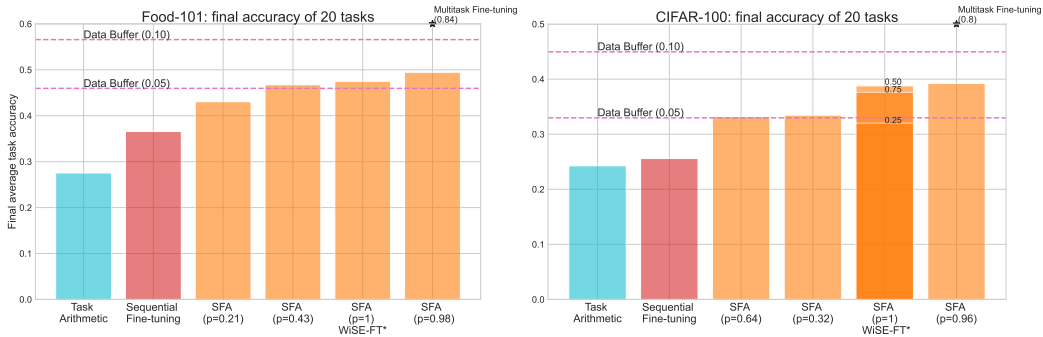 Food-101: final accuracy of 20 tasks
Multitask Fine-tuning
(0.84)
Data Buffer (0.10)
Data Buffer (0.05)
Final average task accuracy
0.6
0.5
0.4
0.3
0.2
0.1
0.0
Task
Arithmetic
Sequential
Fine-tuning
SFA
(p=0.21)
SFA
(p=0.43)
SFA
(p=1)
WiSE-FT*
SFA
(p=0.98)
CIFAR-100: final accuracy of 20 tasks
Multitask Fine-tuning
(0.8)
Data Buffer (0.10)
Data Buffer (0.05)
0.50
0.75
0.25
0.5
0.4
0.3
0.2
0.1
0.0
Task
Arithmetic
Sequential
Fine-tuning
SFA
(p=0.64)
SFA
(p=0.32)
SFA
(p=1)
WiSE-FT*
SFA
(p=0.96)